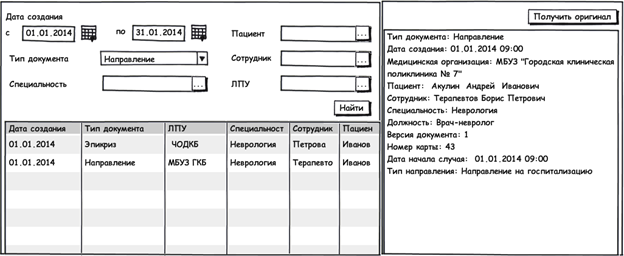 Дата создания
с 01.01.2014 по 31.01.2014 Пациент ...
Тип документа Направление Сотрудник ...
Специальность ... ЛПУ ...
Найти
Дата создания Тип документа ЛПУ Специальност Сотрудник Пациен
01.01.2014 Эпикриз ЧОДКБ Неврология Петрова Иванов
01.01.2014 Направление МБУЗ ГКБ Неврология Терапевто Иванов
Получить оригинал
Тип документа: Направление
Дата создания: 01.01.2014 09:00
Медицинская организация: МБУЗ "Городская клиническая
поликлиника № 7"
Пациент: Акулин Андрей Иванович
Сотрудник: Терапевтов Борис Петрович
Специальность: Неврология
Должность: Врач-невролог
Версия документа: 1
Номер карты: 43
Дата начала случая: 01.01.2014 09:00
Тип направления: Направление на госпитализацию